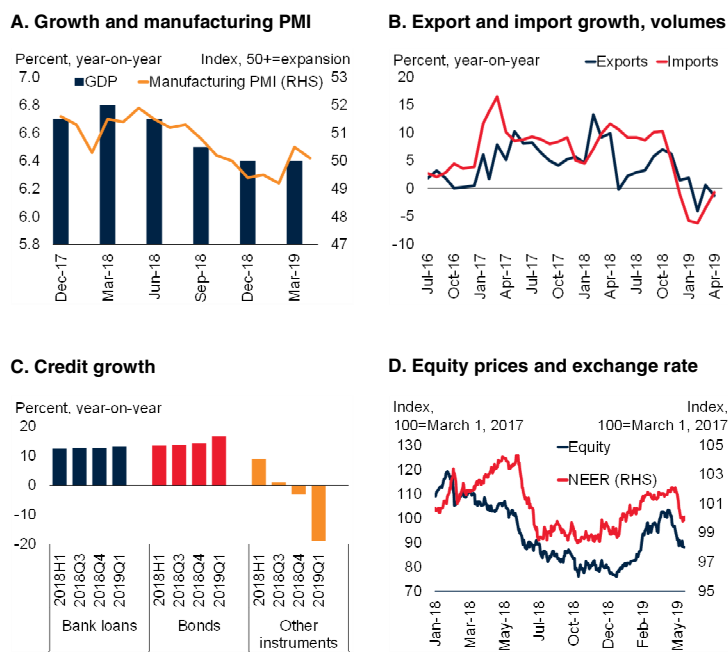 A. Growth and manufacturing PMI
Percent, year-on-year
Index, 50+=expansion
GDP
Manufacturing PMI (RHS)
7.0
6.8
6.6
6.4
6.2
6.0
5.8
53
52
51
50
49
48
47
Dec-17
Mar-18
Jun-18
Sep-18
Dec-18
Mar-19
B. Export and import growth, volumes
Percent, year-on-year
Exports
Imports
20
15
10
5
0
-5
-10
Jul-16
Oct-16
Jan-17
Apr-17
Jul-17
Oct-17
Jan-18
Apr-18
Jul-18
Oct-18
Jan-19
Apr-19
C. Credit growth
Percent, year-on-year
20
10
0
-10
-20
2018H1
2018Q3
2018Q4
2019Q1
2018H1
2018Q3
2018Q4
2019Q1
2018H1
2018Q3
2018Q4
2019Q1
Bank loans
Bonds
Other
instruments
D. Equity prices and exchange rate
Index,
100=March 1, 2017
Index,
100=March 1, 2017
Equity
NEER (RHS)
130
120
110
100
90
80
70
105
103
101
99
97
95
Jan-18
Mar-18
May-18
Jul-18
Oct-18
Dec-18
Feb-19
May-19